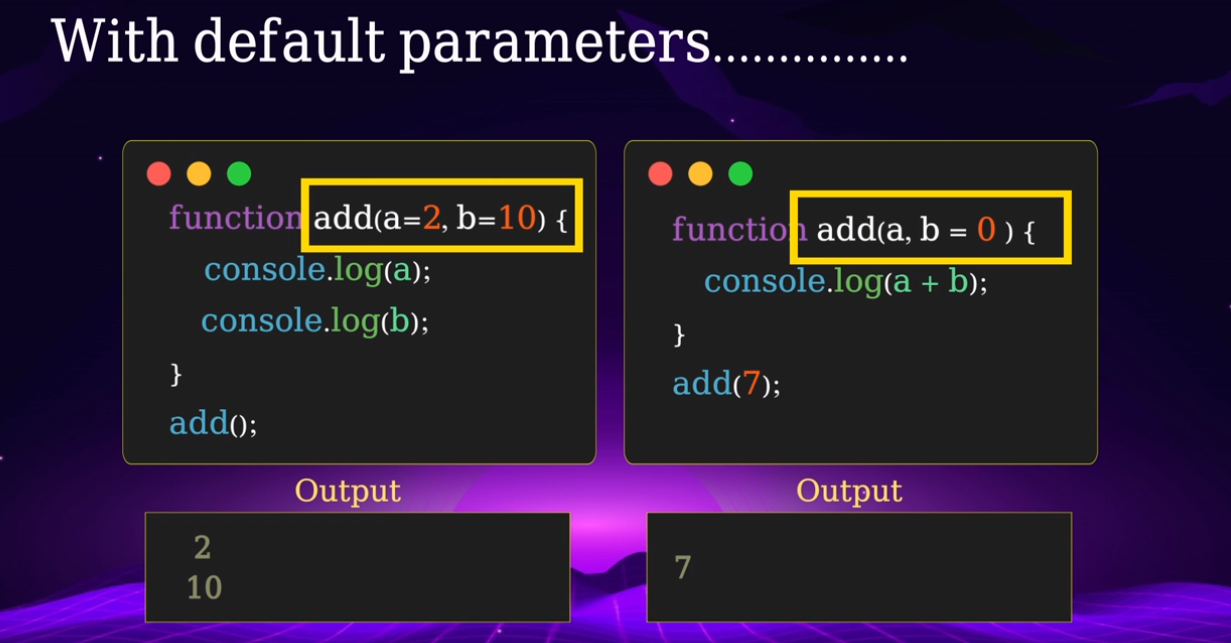 With default parameters...............
function add(a=2, b=10) {
console.log(a);
console.log(b);
}
add();
Output
2
10
function add(a, b = 0 ) {
console.log(a + b);
}
add(7);
Output
7